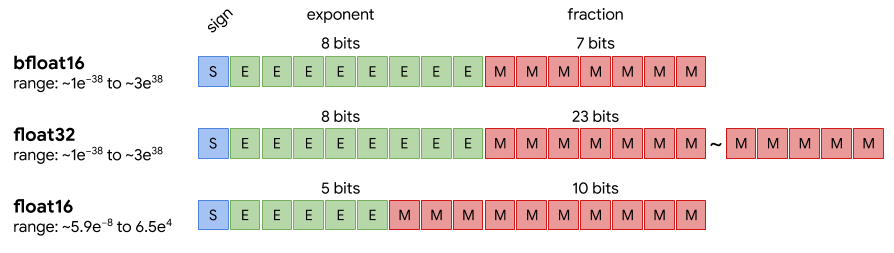 sign exponent fraction
8 bits 7 bits
bfloat16 S E E E E E E E E M M M M M M M
range: ~1e⁻³⁸ to ~3e³⁸
8 bits 23 bits
float32 S E E E E E E E E M M M M M M M ~ M M M M M
range: ~1e⁻³⁸ to ~3e³⁸
5 bits 10 bits
float16 S E E E E E M M M M M M M M M M
range: ~5.9e⁻⁸ to 6.5e⁴